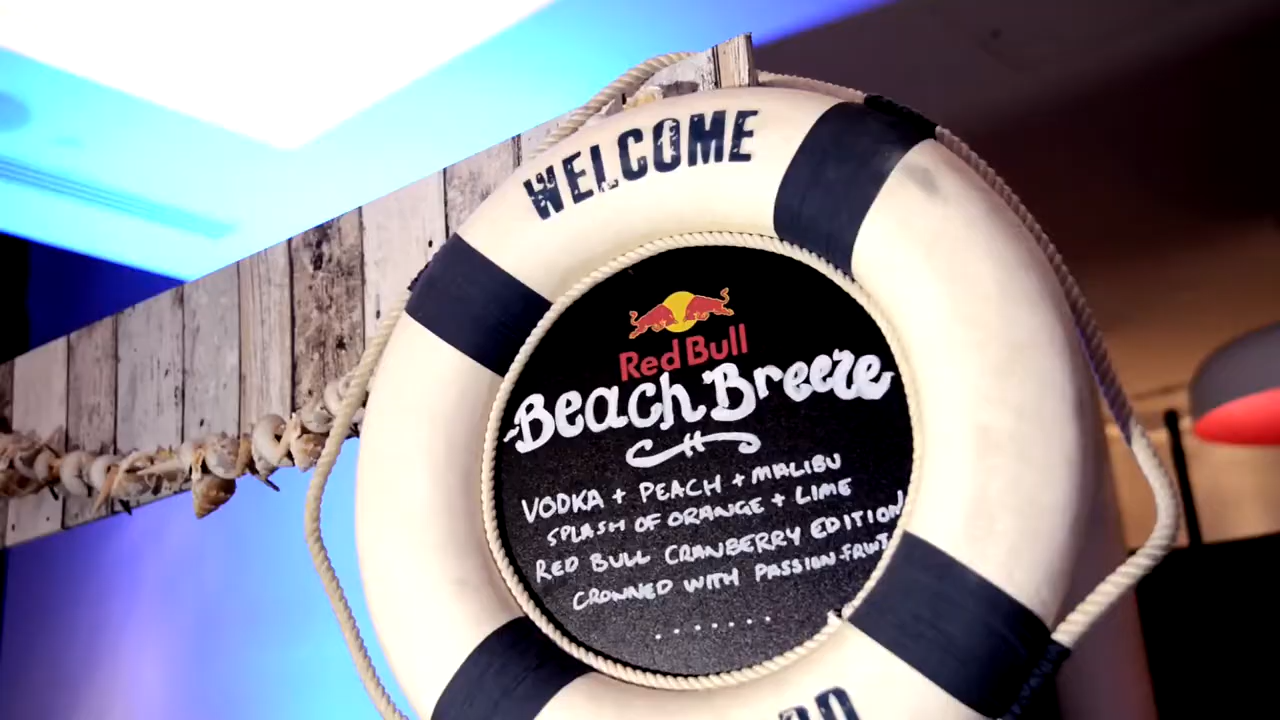 WELCOME
Red Bull
Beach Breeze
VODKA + PEACH + MALIBU
SPLASH OF ORANGE + LIME
RED BULL CRANBERRY EDITION
CROWNED WITH PASSION-FRUIT
.......